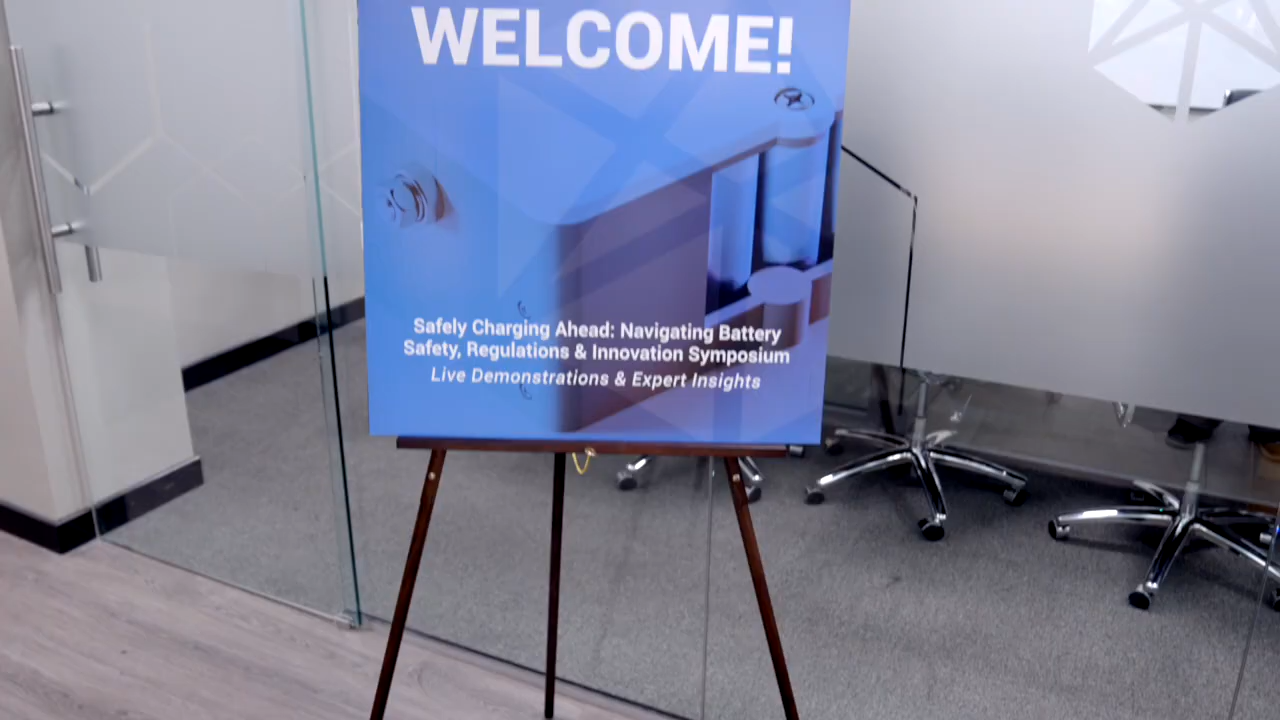 WELCOME!
Safely Charging Ahead: Navigating Battery
Safety, Regulations & Innovation Symposium
Live Demonstrations & Expert Insights